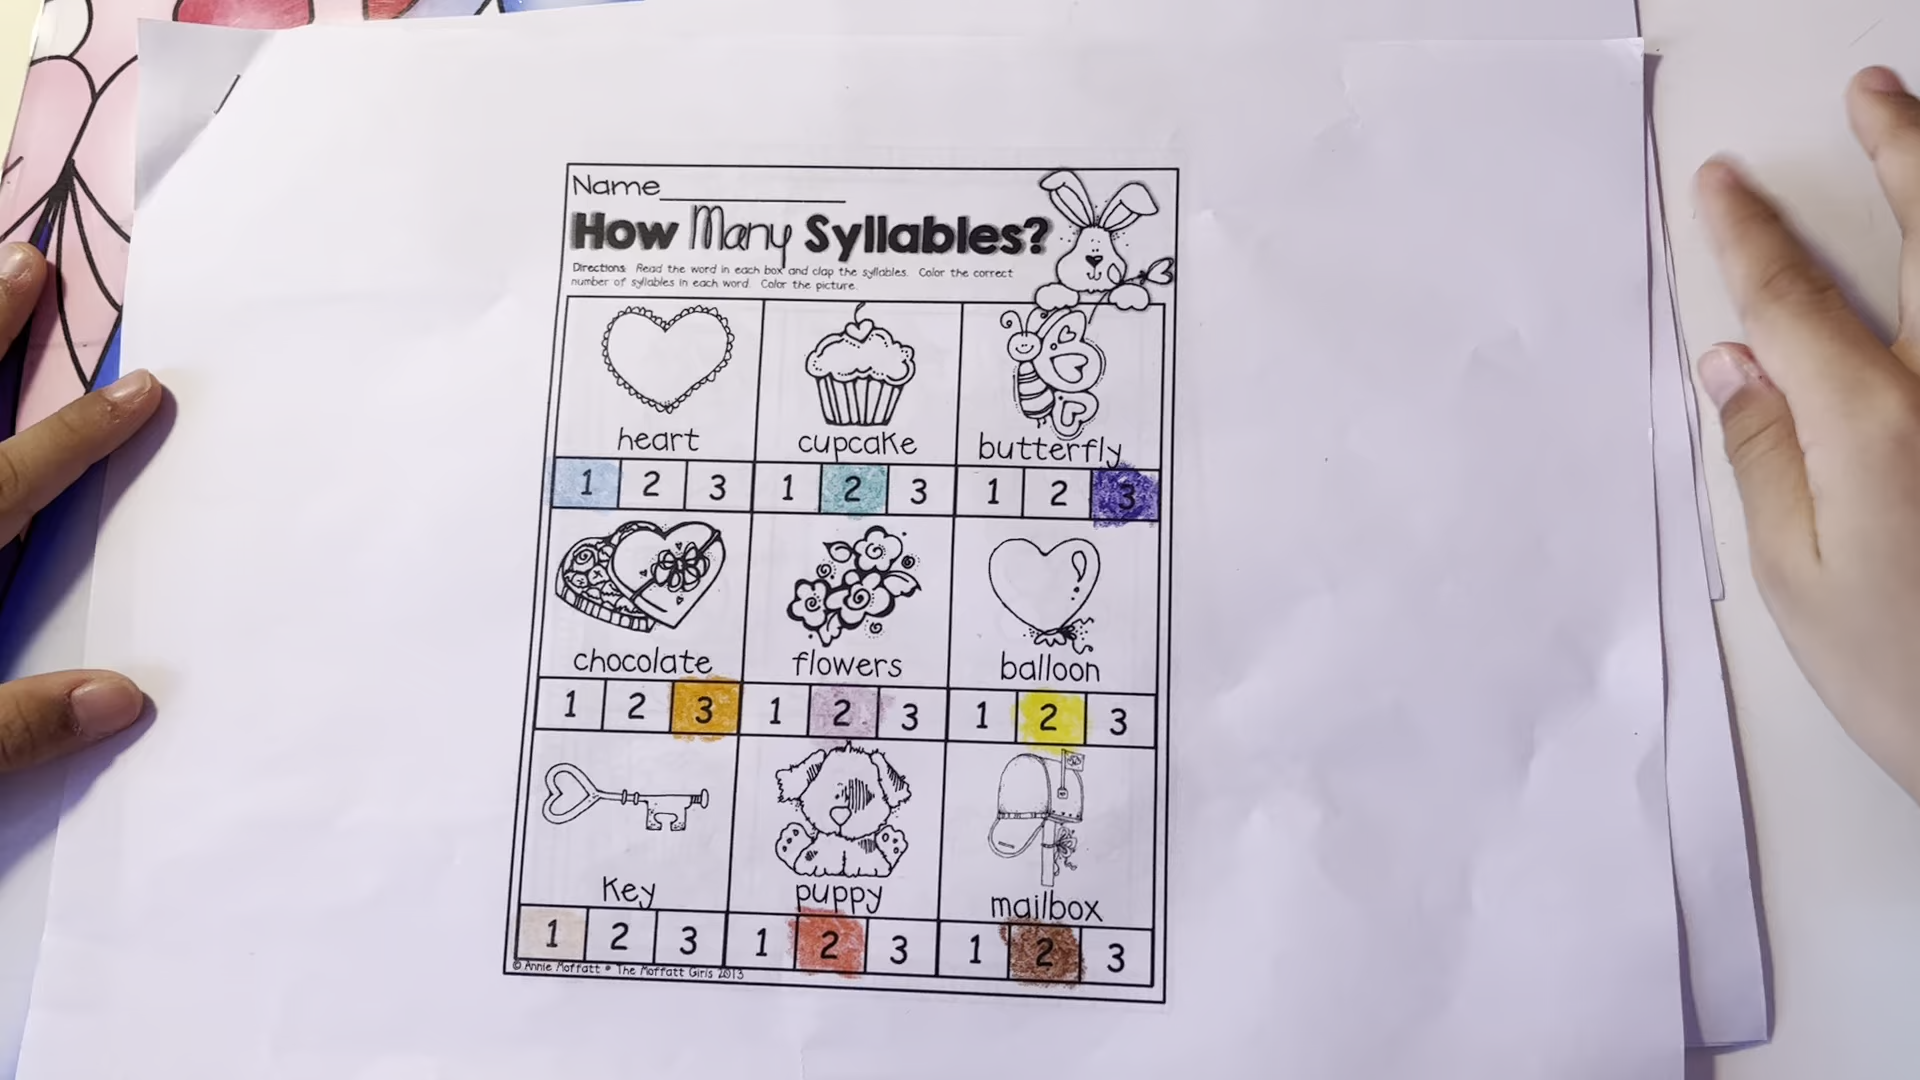 Name
How Many Syllables?
Directions: Read the word in each box and clap the syllables. Color the correct
number of syllables in each word. Color the picture.
heart cupcake butterfly
1 2 3 1 2 3 1 2 3
chocolate flowers balloon
1 2 3 1 2 3 1 2 3
key puppy mailbox
1 2 3 1 2 3 1 2 3
© Annie Moffatt • The Moffatt Girls 2013